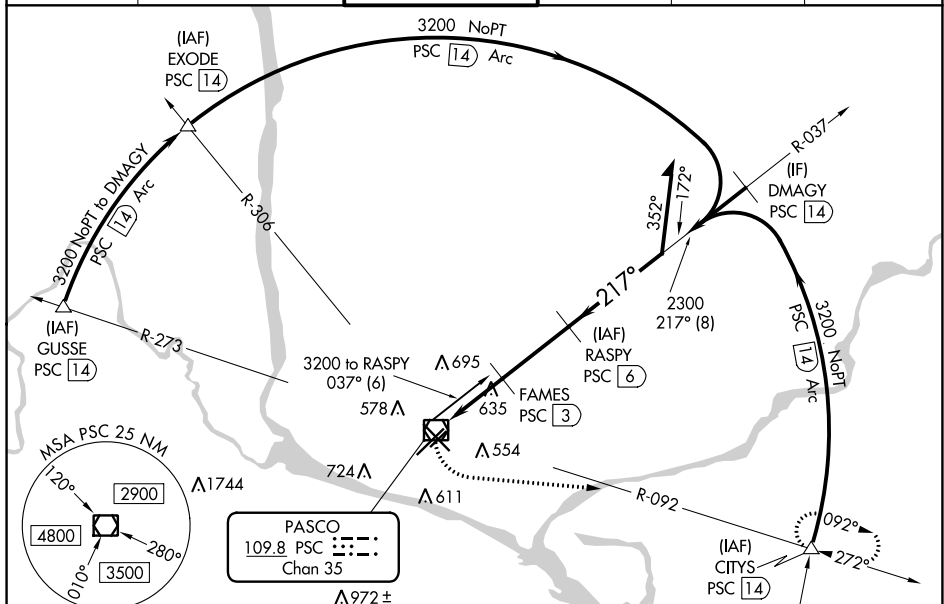 3200 NoPT
PSC 14 Arc
(IAF)
EXODE
PSC 14
3200 NoPT to DMAGY
PSC 14 Arc
R-306
R-037
(IF)
DMAGY
PSC 14
352°
172°
217°
2300
217° (8)
(IAF)
GUSSE
PSC 14
R-273
(IAF)
RASPY
PSC 6
3200 NoPT
PSC 14 Arc
3200 to RASPY
037° (6)
695
635
FAMES
PSC 3
578
554
724
611
1744
MSA PSC 25 NM
120°
2900
4800
280°
010°
3500
PASCO
109.8 PSC
Chan 35
972 ±
R-092
092°
272°
(IAF)
CITYS
PSC 14